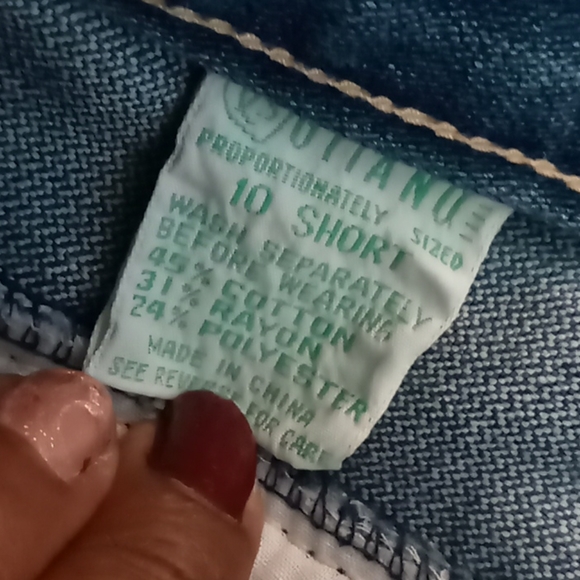 PROPORTIONATELY SIZED
10 SHORT
WASH SEPARATELY
BEFORE WEARING
45% COTTON
31% RAYON
24% POLYESTER
MADE IN CHINA
SEE FOR CARE